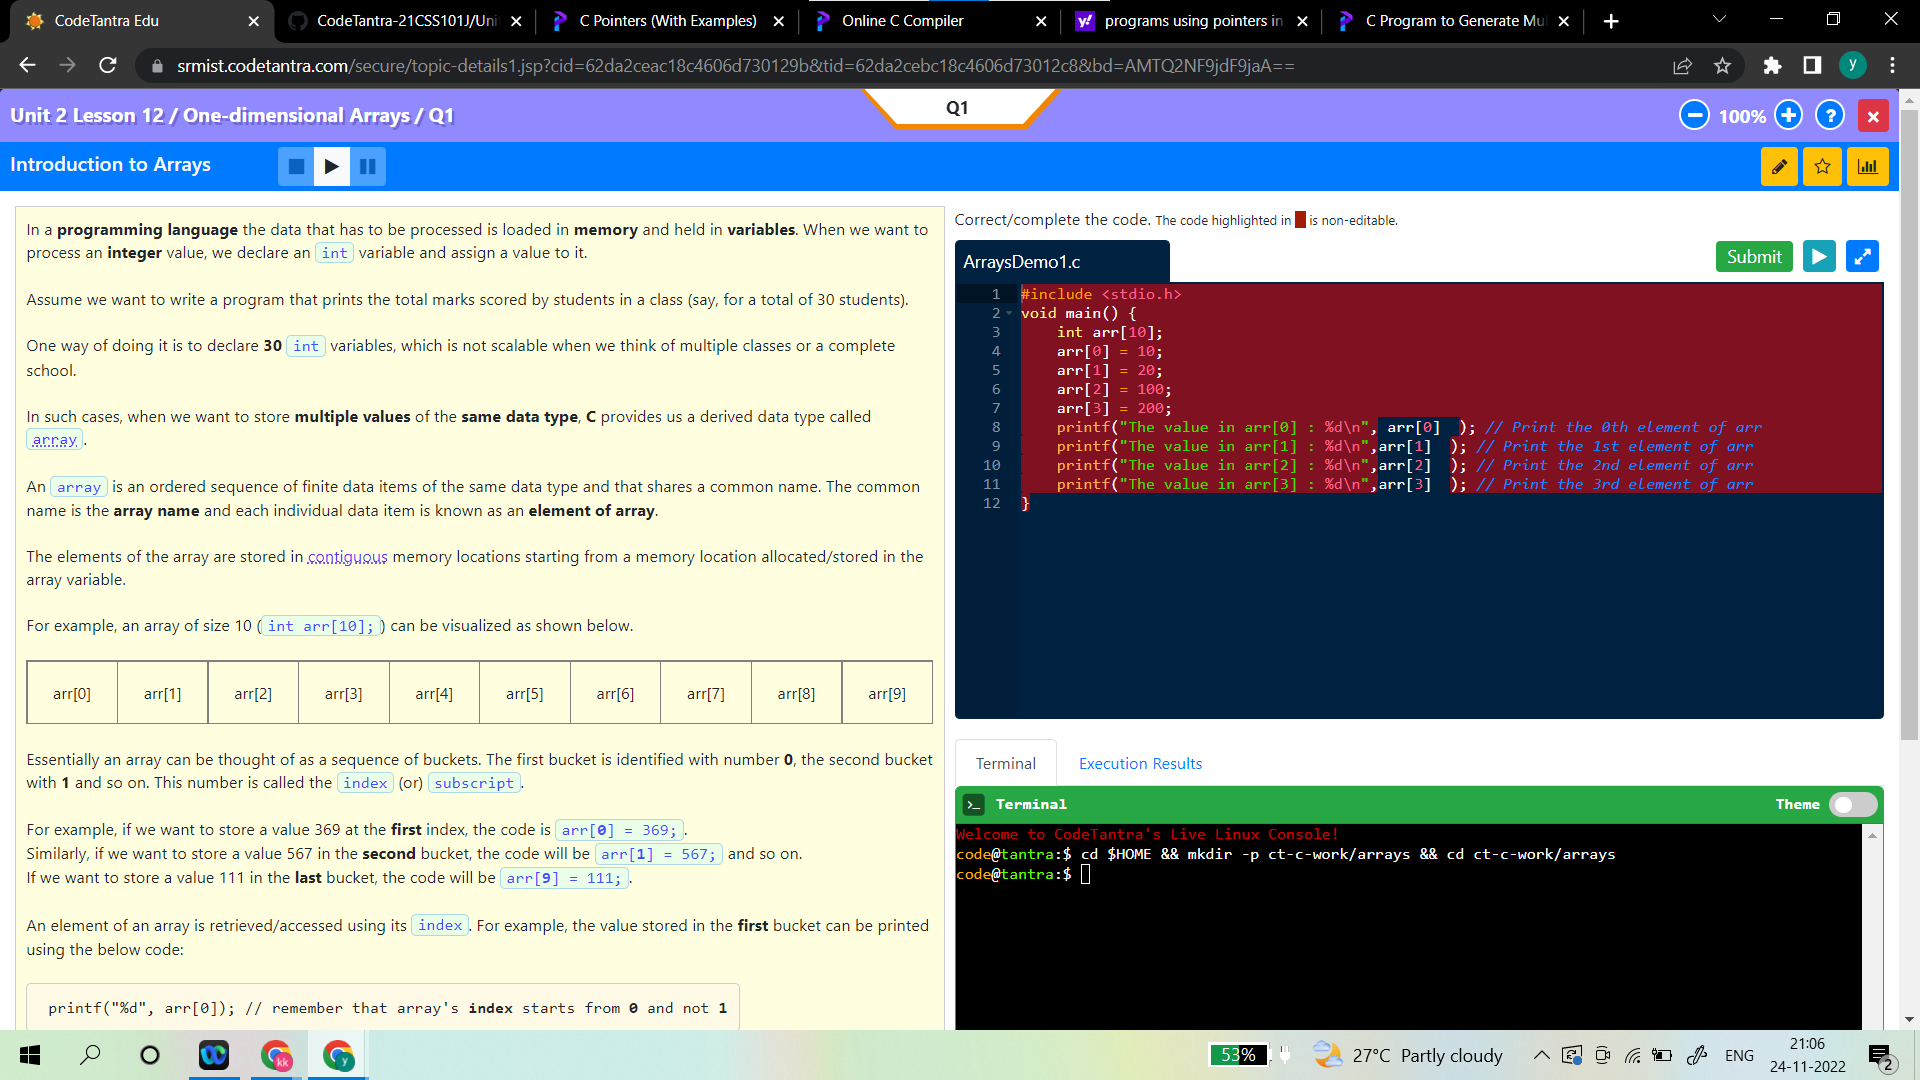 CodeTantra Edu
CodeTantra-21CSS101J/Uni
C Pointers (With Examples)
Online C Compiler
programs using pointers in
C Program to Generate Mul
srmist.codetantra.com/secure/topic-details1.jsp?cid=62da2ceac18c4606d730129b&tid=62da2cebc18c4606d73012c8&bd=AMTQ2NF9jdF9jaA==
y
Unit 2 Lesson 12 / One-dimensional Arrays / Q1
Q1
100%
?
Introduction to Arrays
In a programming language the data that has to be processed is loaded in memory and held in variables. When we want to
process an integer value, we declare an int variable and assign a value to it.
Assume we want to write a program that prints the total marks scored by students in a class (say, for a total of 30 students).
One way of doing it is to declare 30 int variables, which is not scalable when we think of multiple classes or a complete
school.
In such cases, when we want to store multiple values of the same data type, C provides us a derived data type called
array.
An array is an ordered sequence of finite data items of the same data type and that shares a common name. The common
name is the array name and each individual data item is known as an element of array.
The elements of the array are stored in contiguous memory locations starting from a memory location allocated/stored in the
array variable.
For example, an array of size 10 ( int arr[10]; ) can be visualized as shown below.
arr[0] arr[1] arr[2] arr[3] arr[4] arr[5] arr[6] arr[7] arr[8] arr[9]
Essentially an array can be thought of as a sequence of buckets. The first bucket is identified with number 0, the second bucket
with 1 and so on. This number is called the index (or) subscript.
For example, if we want to store a value 369 at the first index, the code is arr[0] = 369; .
Similarly, if we want to store a value 567 in the second bucket, the code will be arr[1] = 567; and so on.
If we want to store a value 111 in the last bucket, the code will be arr[9] = 111; .
An element of an array is retrieved/accessed using its index. For example, the value stored in the first bucket can be printed
using the below code:
printf("%d", arr[0]); // remember that array's index starts from 0 and not 1
Correct/complete the code. The code highlighted in is non-editable.
ArraysDemo1.c
Submit
1 #include <stdio.h>
2 void main() {
3 int arr[10];
4 arr[0] = 10;
5 arr[1] = 20;
6 arr[2] = 100;
7 arr[3] = 200;
8 printf("The value in arr[0] : %d\n", arr[0] ); // Print the 0th element of arr
9 printf("The value in arr[1] : %d\n",arr[1] ); // Print the 1st element of arr
10 printf("The value in arr[2] : %d\n",arr[2] ); // Print the 2nd element of arr
11 printf("The value in arr[3] : %d\n",arr[3] ); // Print the 3rd element of arr
12 }
Terminal
Execution Results
Terminal
Theme
Welcome to CodeTantra's Live Linux Console!
code@tantra:$ cd $HOME && mkdir -p ct-c-work/arrays && cd ct-c-work/arrays
code@tantra:$
kk
y
53%
27°C Partly cloudy
ENG
21:06
24-11-2022
2